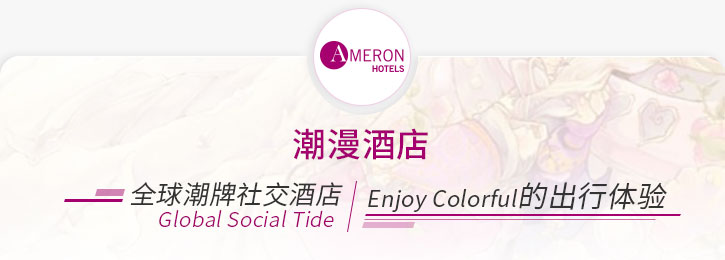 AMERON
HOTELS
潮漫酒店
全球潮牌社交酒店
Global Social Tide
Enjoy Colorful的出行体验